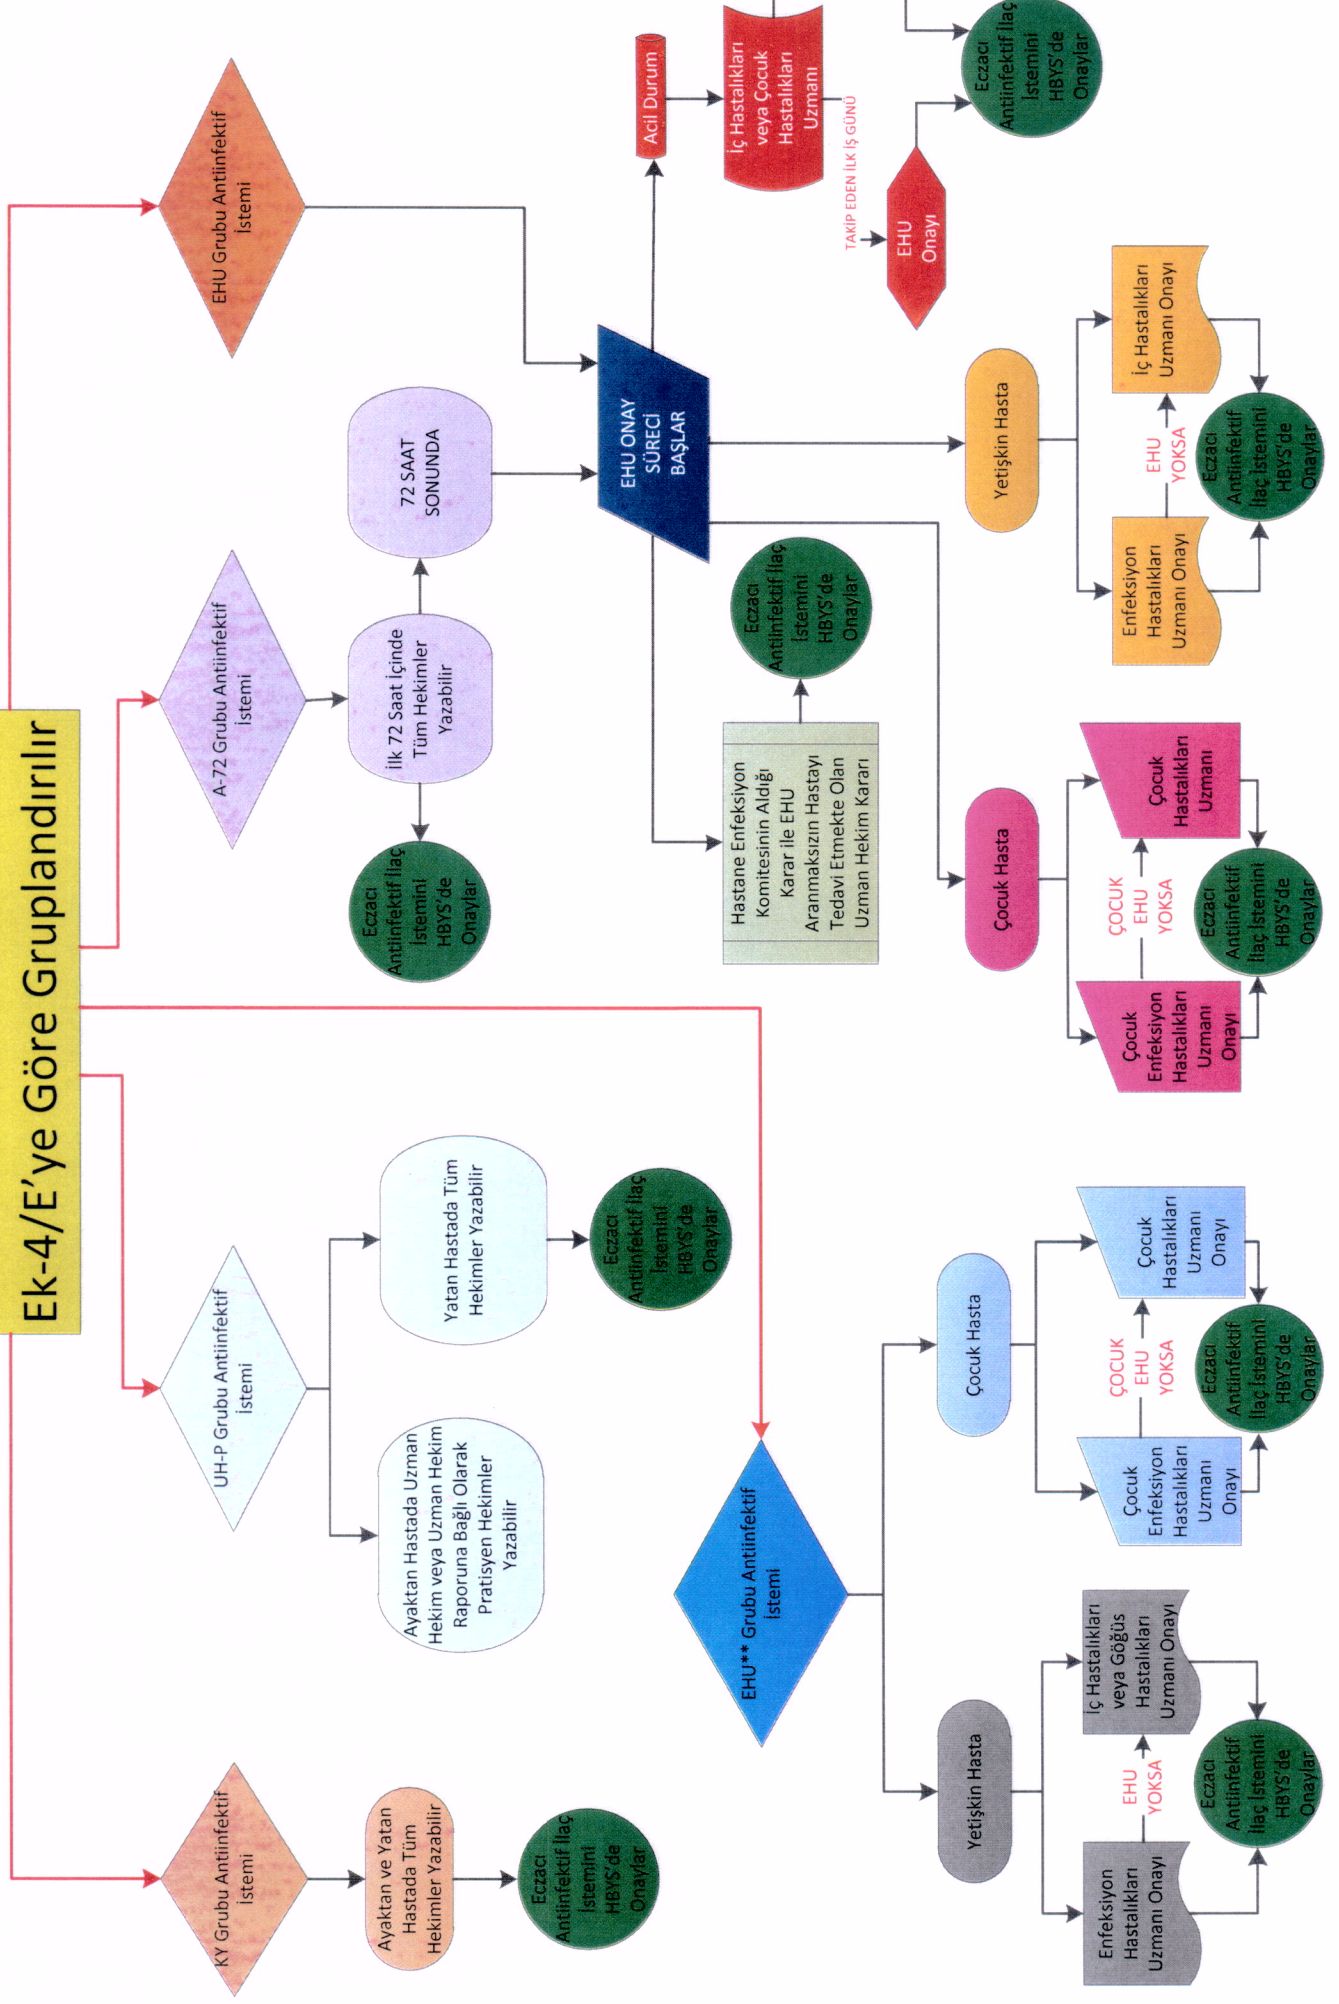 Ek-4/E'ye Göre Gruplandırılır
KY Grubu Antiinfektif
İstemi
Ayaktan ve Yatan
Hastada Tüm
Hekimler Yazabilir
Eczacı
Antiinfektif İlaç
İstemini
HBYS'de
Onaylar
UH-P Grubu Antiinfektif
İstemi
Ayaktan Hastada Uzman
Hekim veya Uzman Hekim
Raporuna Bağlı Olarak
Pratisyen Hekimler
Yazabilir
Yatan Hastada Tüm
Hekimler Yazabilir
Eczacı
Antiinfektif İlaç
İstemini
HBYS'de
Onaylar
A-72 Grubu Antiinfektif
İstemi
İlk 72 Saat İçinde
Tüm Hekimler
Yazabilir
Eczacı
Antiinfektif İlaç
İstemini
HBYS'de
Onaylar
72 SAAT
SONUNDA
EHU Grubu Antiinfektif
İstemi
EHU ONAY
SÜRECİ
BAŞLAR
Acil Durum
İç Hastalıkları
veya Çocuk
Hastalıkları
Uzmanı
TAKİP EDEN İLK İŞ GÜNÜ
EHU
Onayı
Eczacı
Antiinfektif İlaç
İstemini
HBYS'de
Onaylar
Hastane Enfeksiyon
Komitesinin Aldığı
Karar ile EHU
Aranmaksızın Hastayı
Tedavi Etmekte Olan
Uzman Hekim Kararı
Eczacı
Antiinfektif İlaç
İstemini
HBYS'de
Onaylar
EHU** Grubu Antiinfektif
İstemi
Yetişkin Hasta
Enfeksiyon
Hastalıkları
Uzmanı Onayı
EHU
YOKSA
İç Hastalıkları
veya Göğüs
Hastalıkları
Uzmanı Onayı
Eczacı
Antiinfektif
İlaç İstemini
HBYS'de
Onaylar
Çocuk Hasta
Çocuk
Enfeksiyon
Hastalıkları
Uzmanı
Onayı
ÇOCUK
EHU
YOKSA
Çocuk
Hastalıkları
Uzmanı
Onayı
Eczacı
Antiinfektif
İlaç İstemini
HBYS'de
Onaylar
Çocuk Hasta
Çocuk
Enfeksiyon
Hastalıkları
Uzmanı
Onayı
ÇOCUK
EHU
YOKSA
Çocuk
Hastalıkları
Uzmanı
Eczacı
Antiinfektif
İlaç İstemini
HBYS'de
Onaylar
Yetişkin Hasta
Enfeksiyon
Hastalıkları
Uzmanı Onayı
EHU
YOKSA
İç Hastalıkları
Uzmanı Onayı
Eczacı
Antiinfektif
İlaç İstemini
HBYS'de
Onaylar